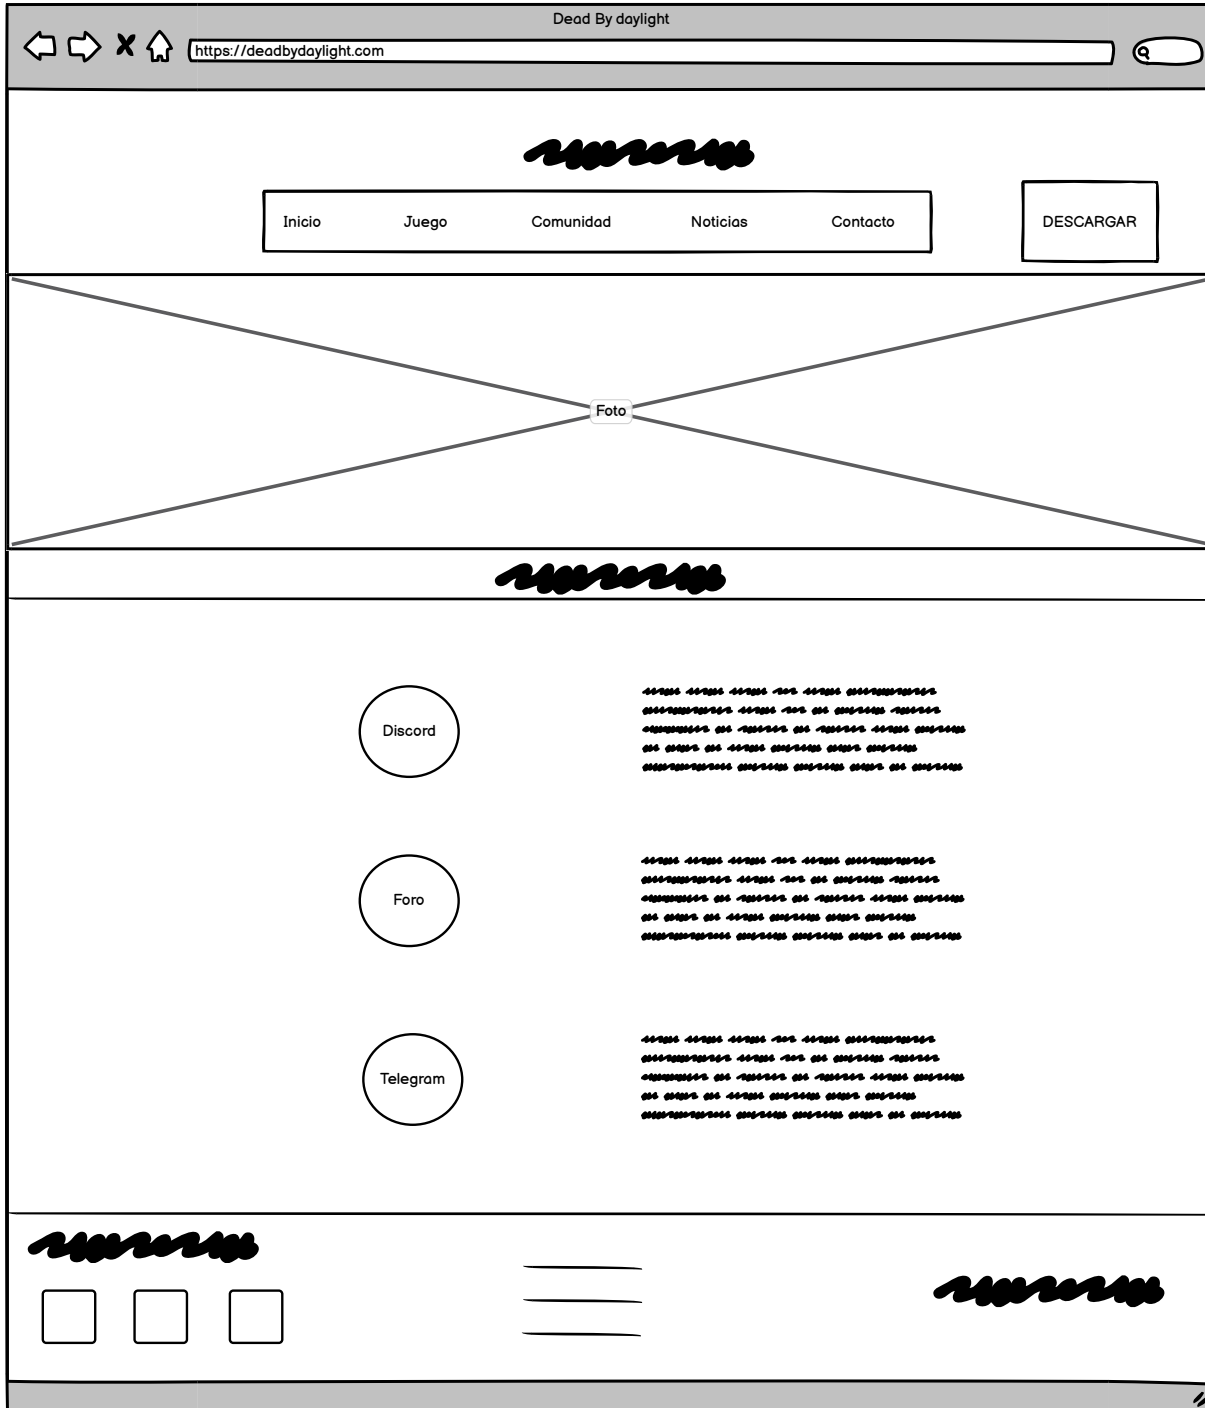 Dead By daylight
https://deadbydaylight.com
Inicio Juego Comunidad Noticias Contacto
DESCARGAR
Foto
Discord
Foro
Telegram